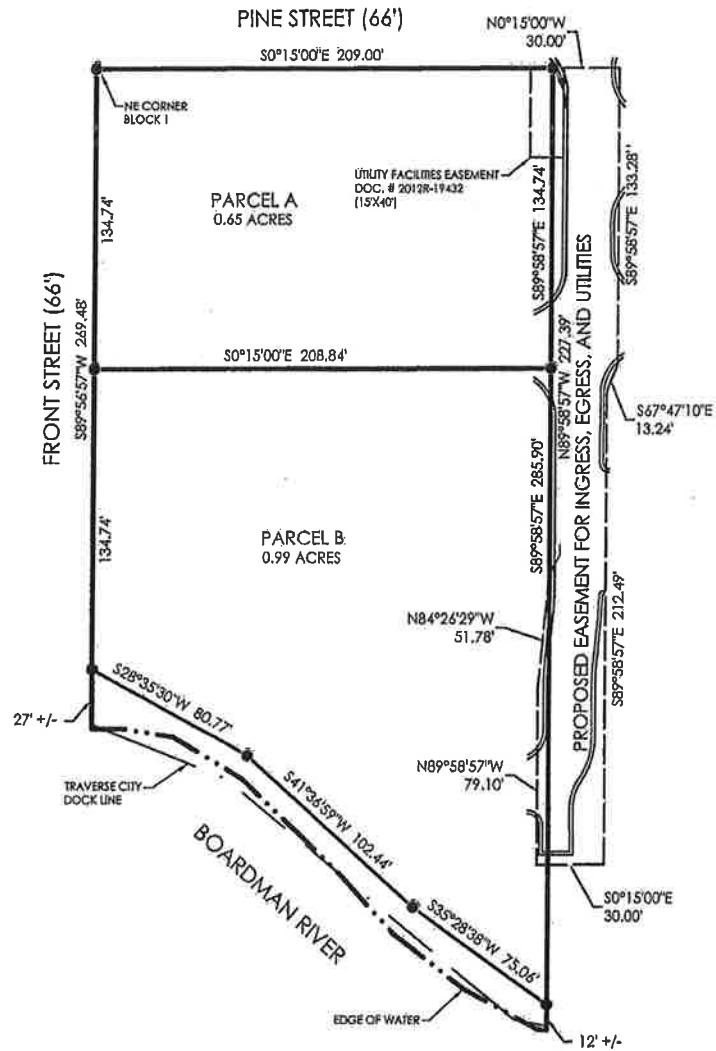 PINE STREET (66')
N0°15'00"W
30.00'
S0°15'00"E 209.00'
NE CORNER
BLOCK 1
UTILITY FACILITIES EASEMENT
DOC. # 2012R-19432
(15'X40')
PARCEL A
0.65 ACRES
134.74'
S89°58'57"E 134.74'
S89°58'57"E 133.28"
FRONT STREET (66')
S89°56'57"W 269.48'
S0°15'00"E 208.84'
N89°58'57"W 227.39'
PROPOSED EASEMENT FOR INGRESS, EGRESS, AND UTILITIES
S67°47'10"E
13.24'
134.74'
PARCEL B
0.99 ACRES
S89°58'57"E 285.90'
S89°58'57"E 212.49'
N84°26'29"W
51.78'
S28°35'30"W 80.77'
27' +/-
N89°58'57'W
79.10'
TRAVERSE CITY
DOCK LINE
S41°36'59"W 102.44'
BOARDMAN RIVER
S35°28'38"W 75.06'
S0°15'00"E
30.00'
EDGE OF WATER
12' +/-